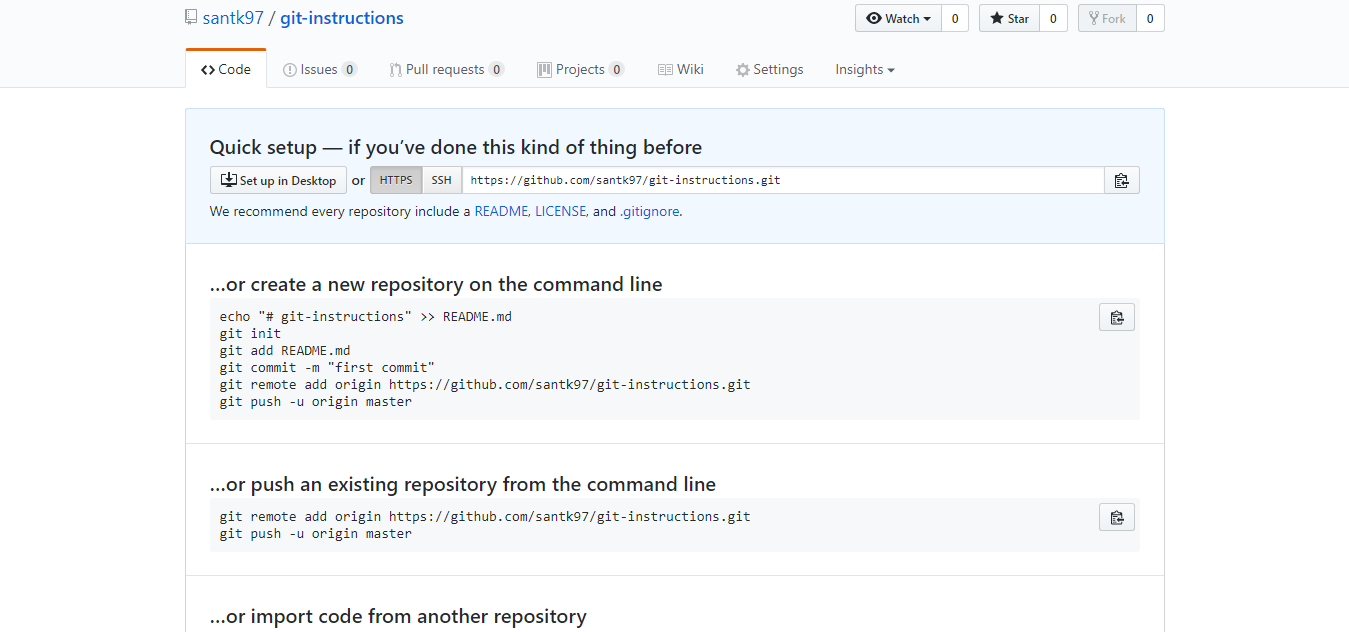 santk97 / git-instructions
Watch 0 Star 0 Fork 0
Code Issues 0 Pull requests 0 Projects 0 Wiki Settings Insights
Quick setup — if you’ve done this kind of thing before
Set up in Desktop or HTTPS SSH https://github.com/santk97/git-instructions.git
We recommend every repository include a README, LICENSE, and .gitignore.
…or create a new repository on the command line
echo "# git-instructions" >> README.md
git init
git add README.md
git commit -m "first commit"
git remote add origin https://github.com/santk97/git-instructions.git
git push -u origin master
…or push an existing repository from the command line
git remote add origin https://github.com/santk97/git-instructions.git
git push -u origin master
…or import code from another repository